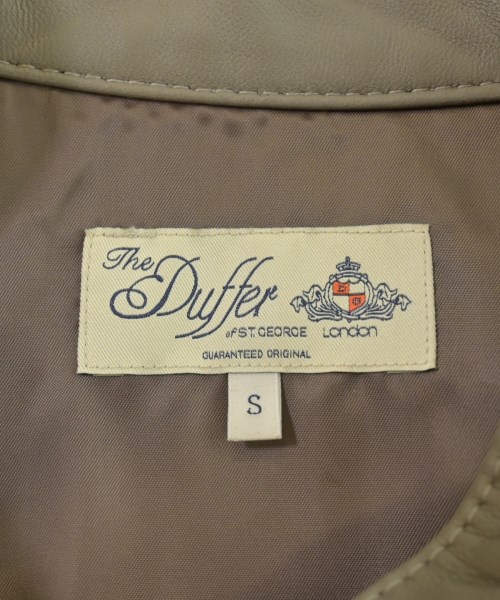 The
Duffer
of ST. GEORGE London
GUARANTEED ORIGINAL
S